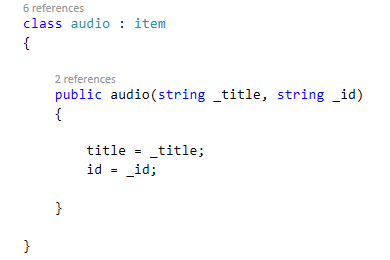 6 references
class audio : item
{
2 references
public audio(string _title, string _id)
{
title = _title;
id = _id;
}
}